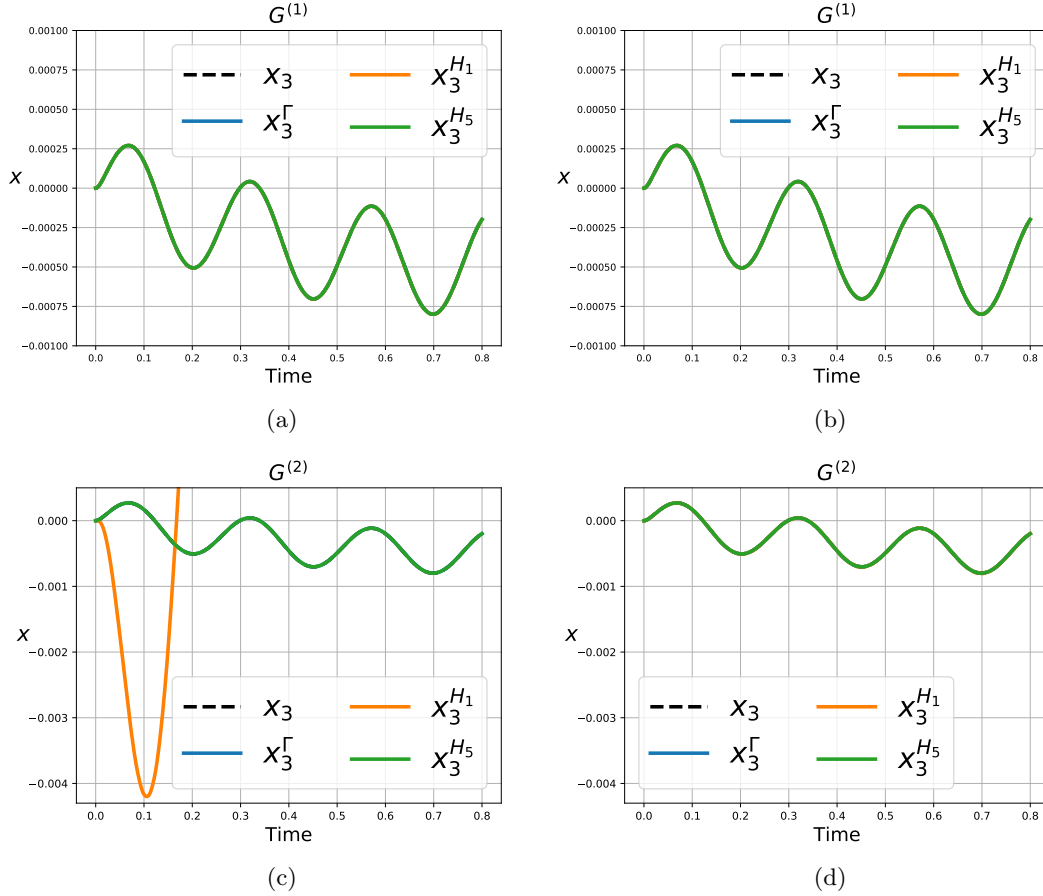 G^(1)
0.00100
0.00075
0.00050
0.00025
0.00000
−0.00025
−0.00050
−0.00075
−0.00100
x
x_3
x_3^Γ
x_3^{H_1}
x_3^{H_5}
0.0 0.1 0.2 0.3 0.4 0.5 0.6 0.7 0.8
Time
(a)
G^(1)
0.00100
0.00075
0.00050
0.00025
0.00000
−0.00025
−0.00050
−0.00075
−0.00100
x
x_3
x_3^Γ
x_3^{H_1}
x_3^{H_5}
0.0 0.1 0.2 0.3 0.4 0.5 0.6 0.7 0.8
Time
(b)
G^(2)
0.000
−0.001
−0.002
−0.003
−0.004
x
x_3
x_3^Γ
x_3^{H_1}
x_3^{H_5}
0.0 0.1 0.2 0.3 0.4 0.5 0.6 0.7 0.8
Time
(c)
G^(2)
0.000
−0.001
−0.002
−0.003
−0.004
x
x_3
x_3^Γ
x_3^{H_1}
x_3^{H_5}
0.0 0.1 0.2 0.3 0.4 0.5 0.6 0.7 0.8
Time
(d)